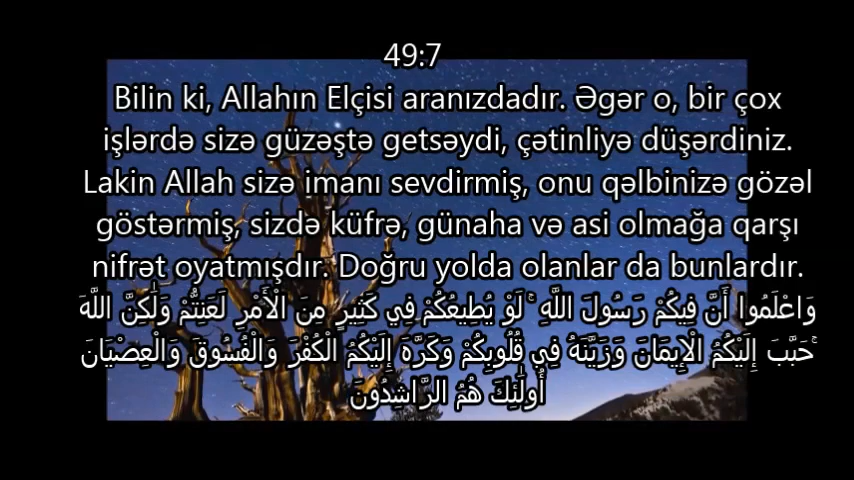 49:7
Bilin ki, Allahın Elçisi aranızdadır. Əgər o, bir çox
işlərdə sizə güzəştə getsəydi, çətinliyə düşərdiniz.
Lakin Allah sizə imanı sevdirmiş, onu qəlbinizə gözəl
göstərmiş, sizdə küfrə, günaha və asi olmağa qarşı
nifrət oyatmışdır. Doğru yolda olanlar da bunlardır.
وَاعْلَمُوا أَنَّ فِيكُمْ رَسُولَ اللَّهِ ۚ لَوْ يُطِيعُكُمْ فِي كَثِيرٍ مِنَ الْأَمْرِ لَعَنِتُّمْ وَلَٰكِنَّ اللَّهَ
حَبَّبَ إِلَيْكُمُ الْإِيمَانَ وَزَيَّنَهُ فِي قُلُوبِكُمْ وَكَرَّهَ إِلَيْكُمُ الْكُفْرَ وَالْفُسُوقَ وَالْعِصْيَانَ ۚ
أُولَٰئِكَ هُمُ الرَّاشِدُونَ